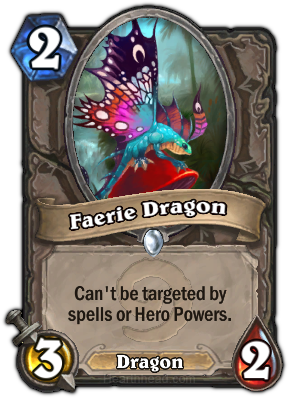 2
Faerie Dragon
Can't be targeted by
spells or Hero Powers.
3
Dragon
2